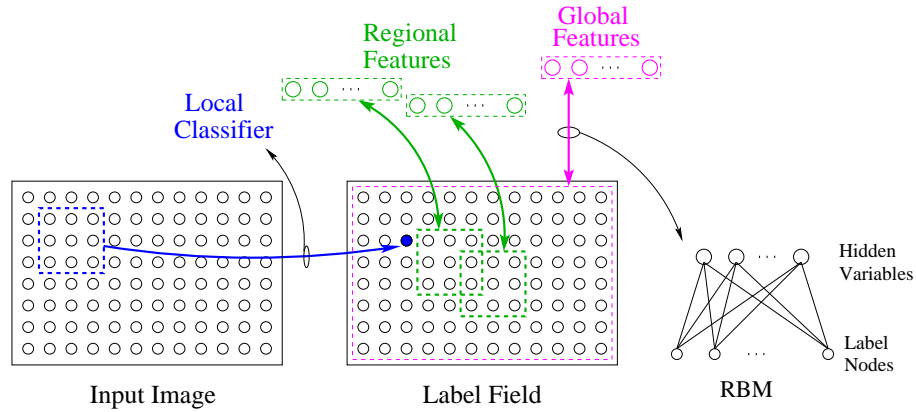 Global
Features
Regional
Features
Local
Classifier
Hidden
Variables
Label
Nodes
Input Image
Label Field
RBM